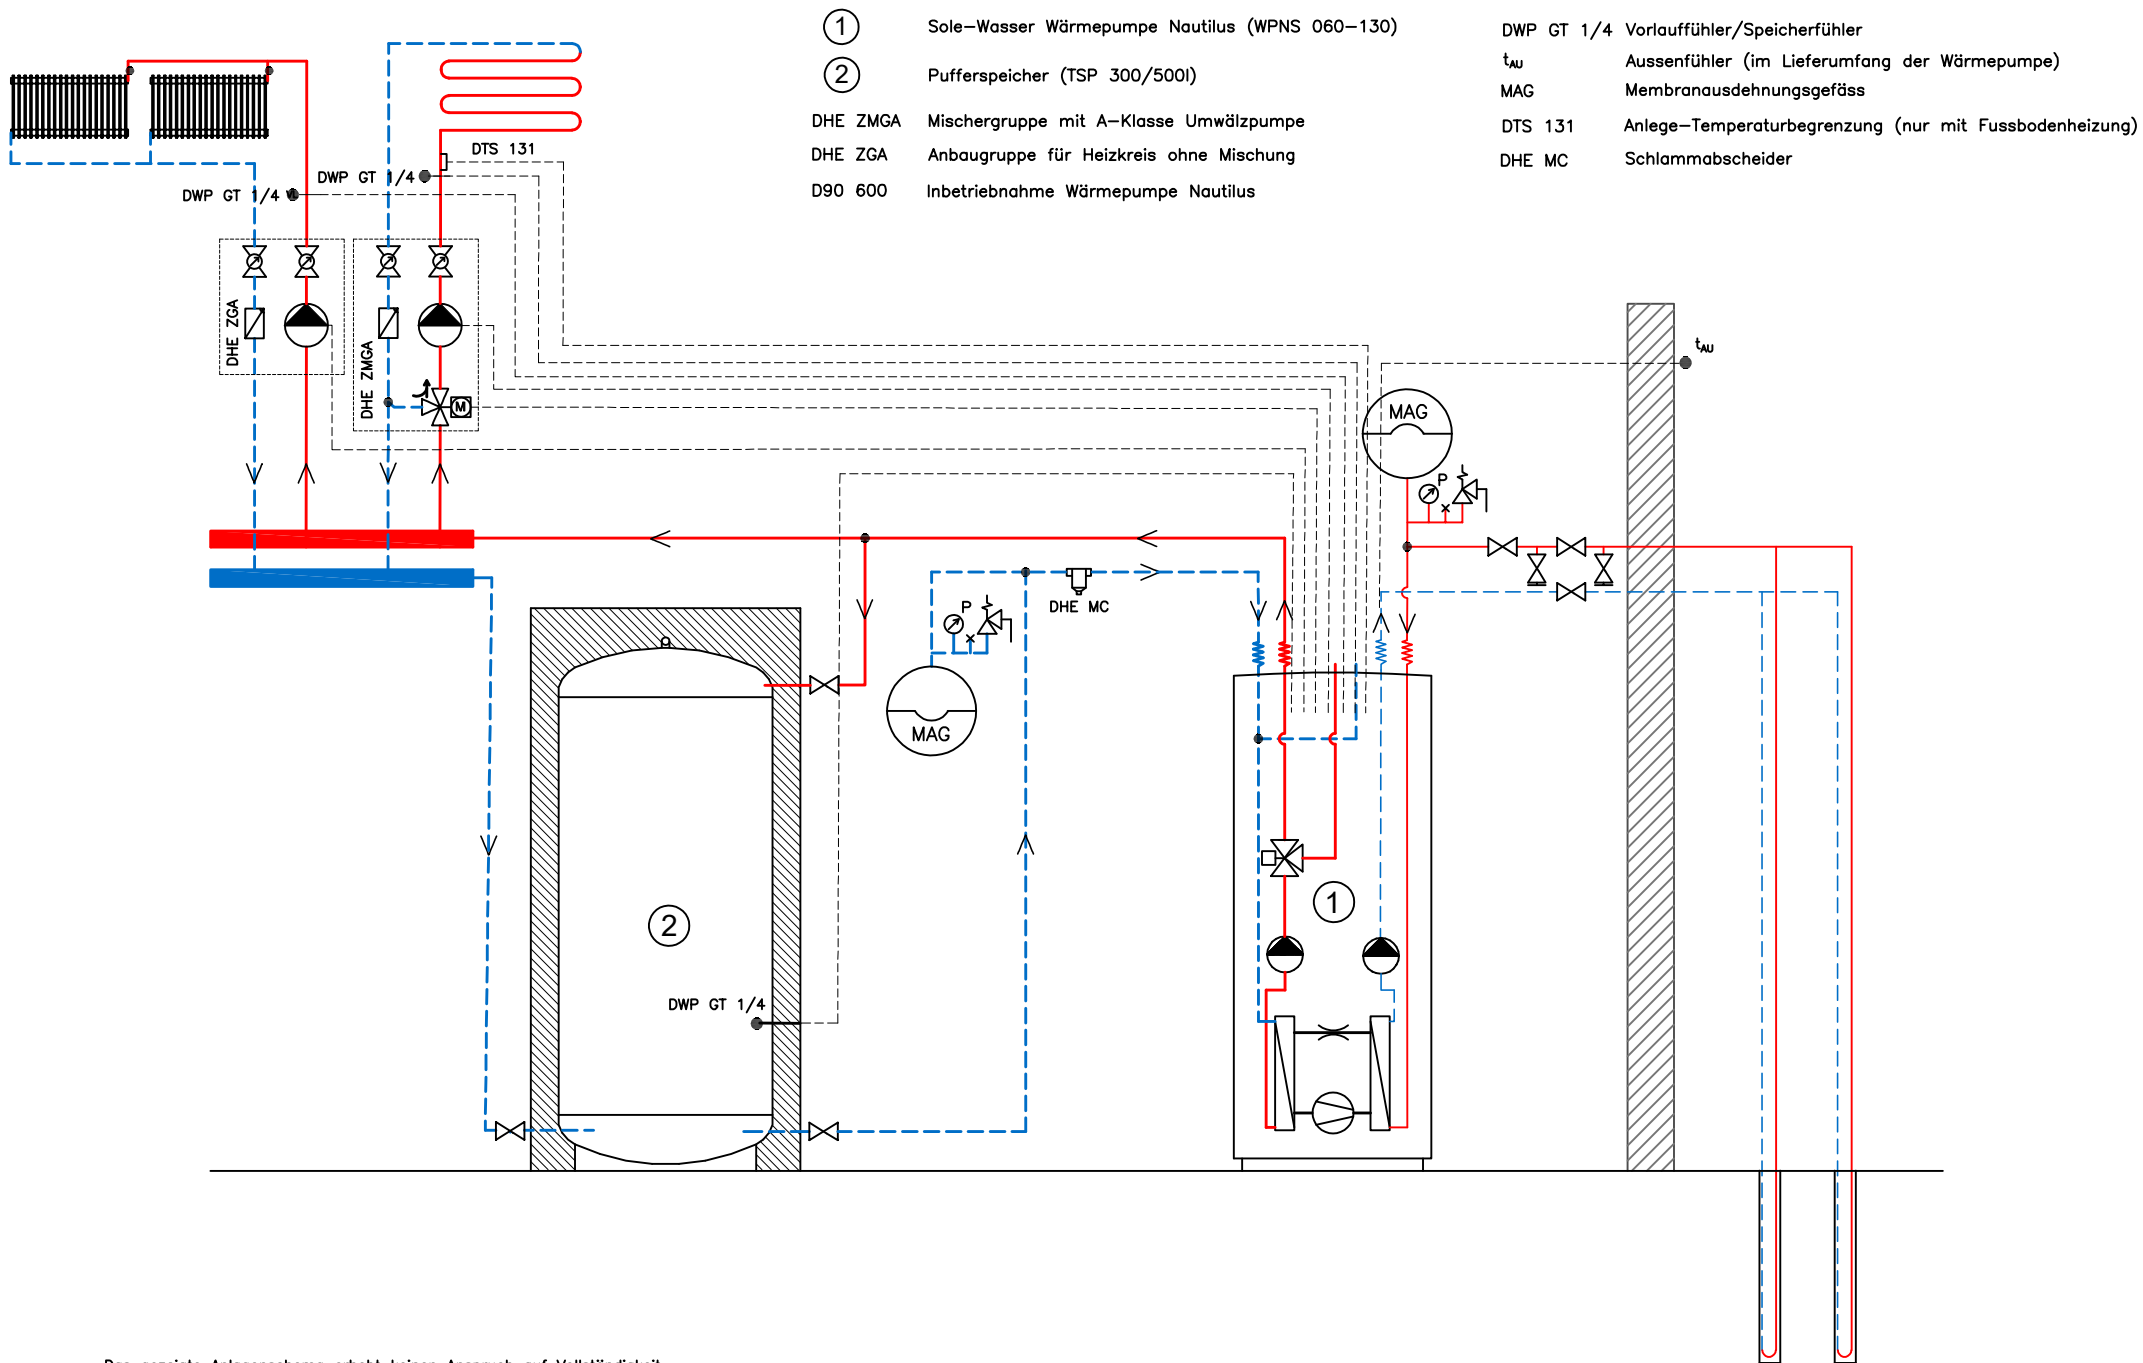 1 Sole-Wasser Wärmepumpe Nautilus (WPNS 060-130)
2 Pufferspeicher (TSP 300/500l)
DHE ZMGA Mischergruppe mit A-Klasse Umwälzpumpe
DHE ZGA Anbaugruppe für Heizkreis ohne Mischung
D90 600 Inbetriebnahme Wärmepumpe Nautilus
DWP GT 1/4 Vorlauffühler/Speicherfühler
tAU Aussenfühler (im Lieferumfang der Wärmepumpe)
MAG Membranausdehnungsgefäss
DTS 131 Anlege-Temperaturbegrenzung (nur mit Fussbodenheizung)
DHE MC Schlammabscheider
DTS 131
DWP GT 1/4
DWP GT 1/4
DHE ZGA
DHE ZMGA
M
tAU
MAG
P
P
DHE MC
MAG
1
2
DWP GT 1/4